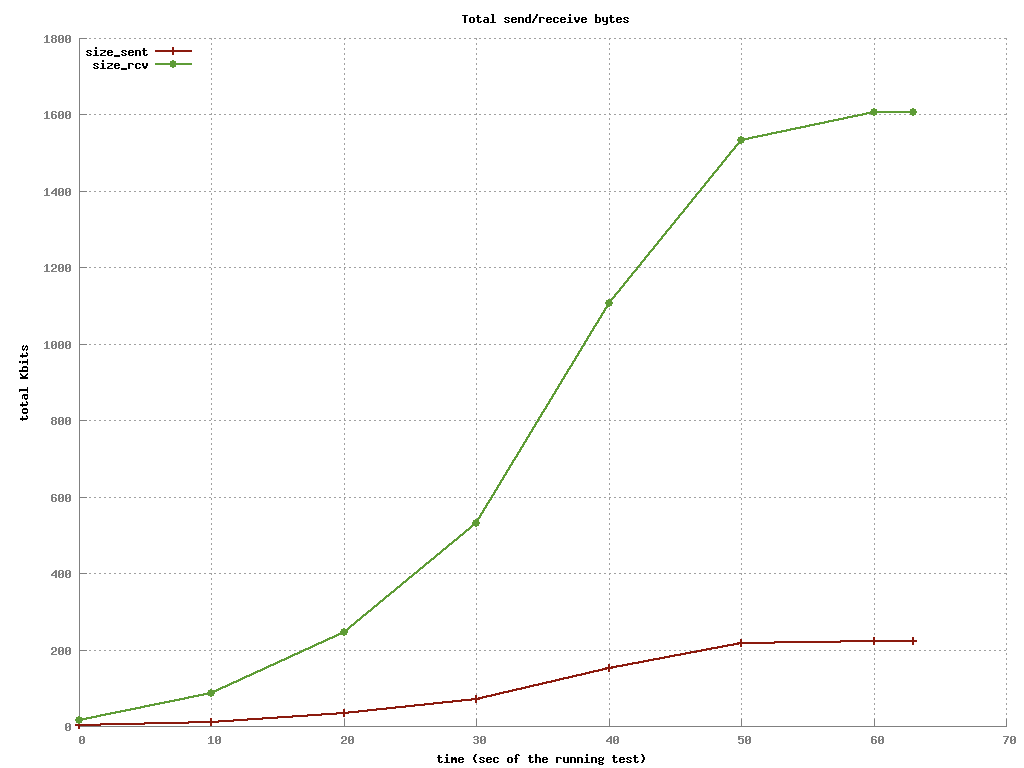 Total send/receive bytes
1800
size_sent
size_rcv
1600
1400
1200
1000
total Kbits
800
600
400
200
0
0 10 20 30 40 50 60 70
time (sec of the running test)